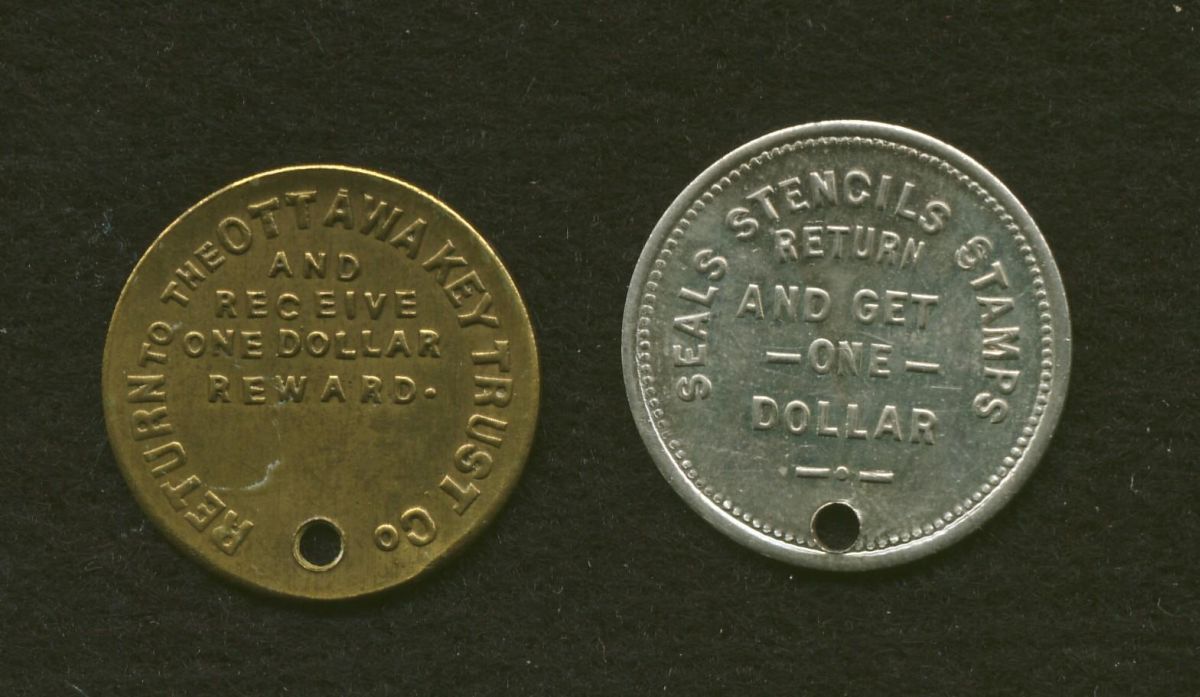 RETURN TO THE OTTAWA KEY TRUST Co
AND
RECEIVE
ONE DOLLAR
REWARD.
SEALS STENCILS STAMPS
RETURN
AND GET
— ONE —
DOLLAR